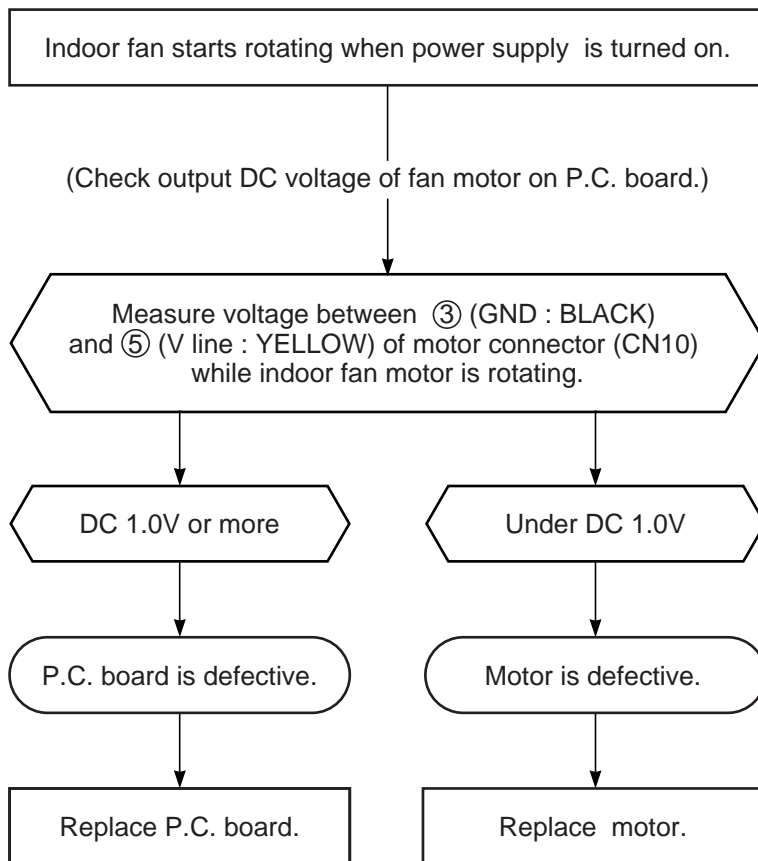 Indoor fan starts rotating when power supply is turned on.
(Check output DC voltage of fan motor on P.C. board.)
Measure voltage between ③ (GND : BLACK)
and ⑤ (V line : YELLOW) of motor connector (CN10)
while indoor fan motor is rotating.
DC 1.0V or more
Under DC 1.0V
P.C. board is defective.
Motor is defective.
Replace P.C. board.
Replace motor.